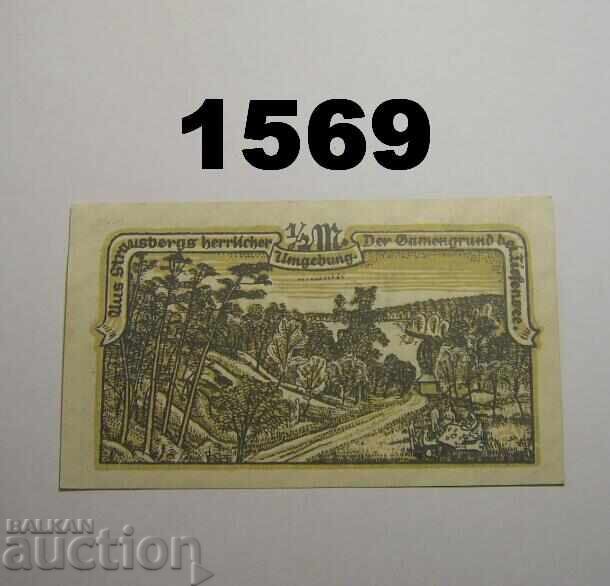 1569
Aus Strausbergs herrlicher
½ M.
Umgebung.
Der Gamengrund
BALKAN
auction